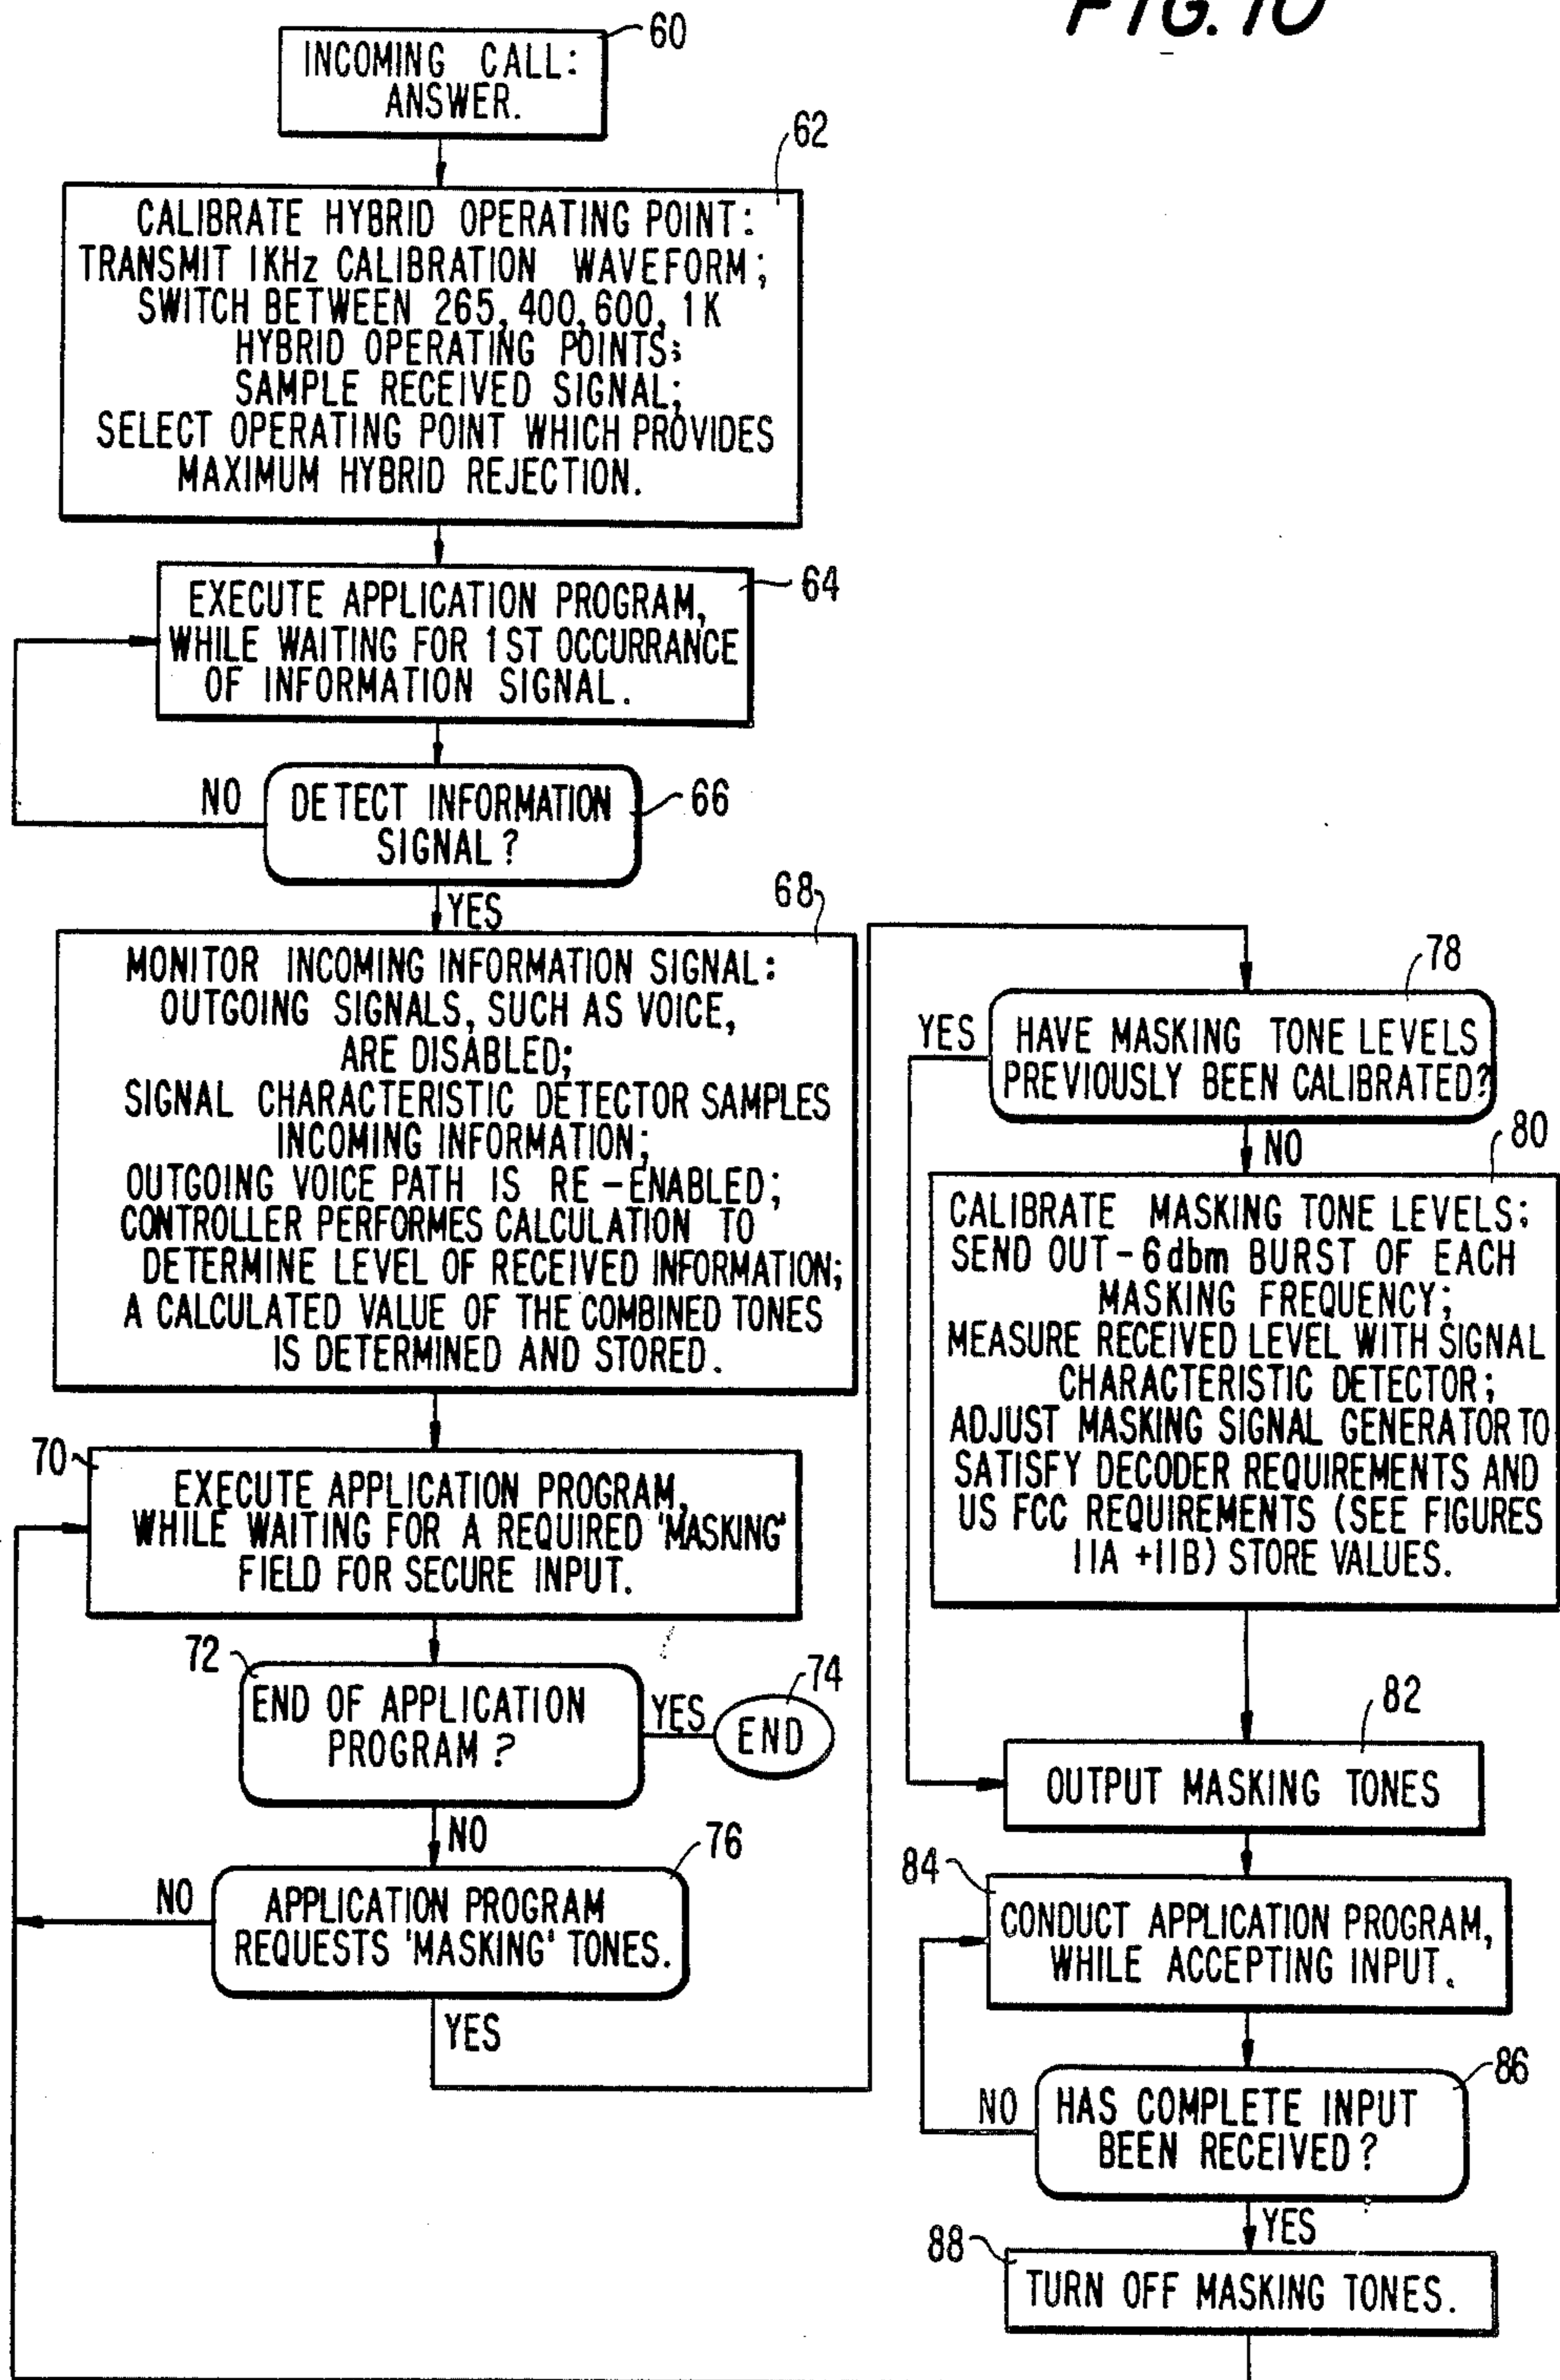 FIG. 10
60
INCOMING CALL:
ANSWER.
62
CALIBRATE HYBRID OPERATING POINT:
TRANSMIT 1KHz CALIBRATION WAVEFORM;
SWITCH BETWEEN 265, 400, 600, 1K
HYBRID OPERATING POINTS;
SAMPLE RECEIVED SIGNAL;
SELECT OPERATING POINT WHICH PROVIDES
MAXIMUM HYBRID REJECTION.
64
EXECUTE APPLICATION PROGRAM,
WHILE WAITING FOR 1ST OCCURRANCE
OF INFORMATION SIGNAL.
66
NO
DETECT INFORMATION
SIGNAL?
YES
68
MONITOR INCOMING INFORMATION SIGNAL:
OUTGOING SIGNALS, SUCH AS VOICE,
ARE DISABLED;
SIGNAL CHARACTERISTIC DETECTOR SAMPLES
INCOMING INFORMATION;
OUTGOING VOICE PATH IS RE-ENABLED;
CONTROLLER PERFORMES CALCULATION TO
DETERMINE LEVEL OF RECEIVED INFORMATION;
A CALCULATED VALUE OF THE COMBINED TONES
IS DETERMINED AND STORED.
70
EXECUTE APPLICATION PROGRAM,
WHILE WAITING FOR A REQUIRED 'MASKING'
FIELD FOR SECURE INPUT.
72
END OF APPLICATION
PROGRAM?
YES
74
END
NO
76
NO
APPLICATION PROGRAM
REQUESTS 'MASKING' TONES.
YES
78
YES
HAVE MASKING TONE LEVELS
PREVIOUSLY BEEN CALIBRATED?
NO
80
CALIBRATE MASKING TONE LEVELS;
SEND OUT -6dbm BURST OF EACH
MASKING FREQUENCY;
MEASURE RECEIVED LEVEL WITH SIGNAL
CHARACTERISTIC DETECTOR;
ADJUST MASKING SIGNAL GENERATOR TO
SATISFY DECODER REQUIREMENTS AND
US FCC REQUIREMENTS (SEE FIGURES
11A +11B) STORE VALUES.
82
OUTPUT MASKING TONES
84
CONDUCT APPLICATION PROGRAM,
WHILE ACCEPTING INPUT.
86
NO
HAS COMPLETE INPUT
BEEN RECEIVED?
YES
88
TURN OFF MASKING TONES.